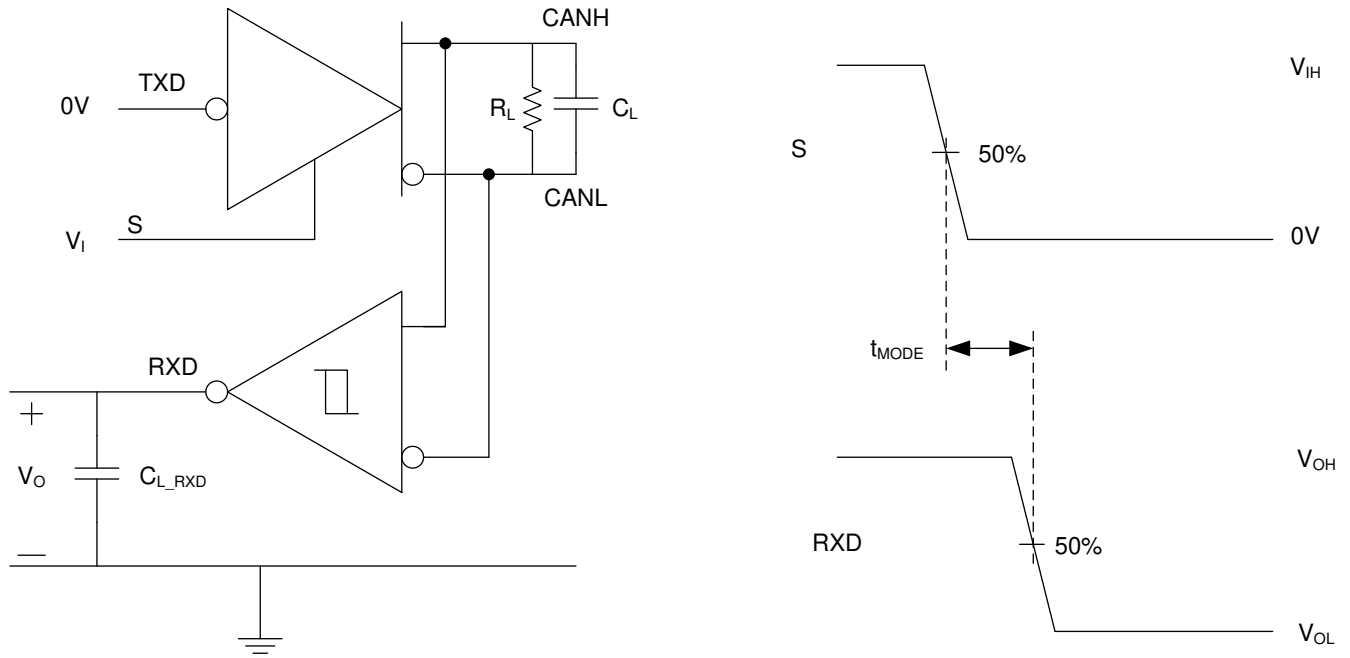 CANH
TXD
0V
R_L
C_L
CANL
S
V_I
RXD
+
V_O
C_L_RXD
—
V_IH
S
50%
0V
t_MODE
V_OH
RXD
50%
V_OL